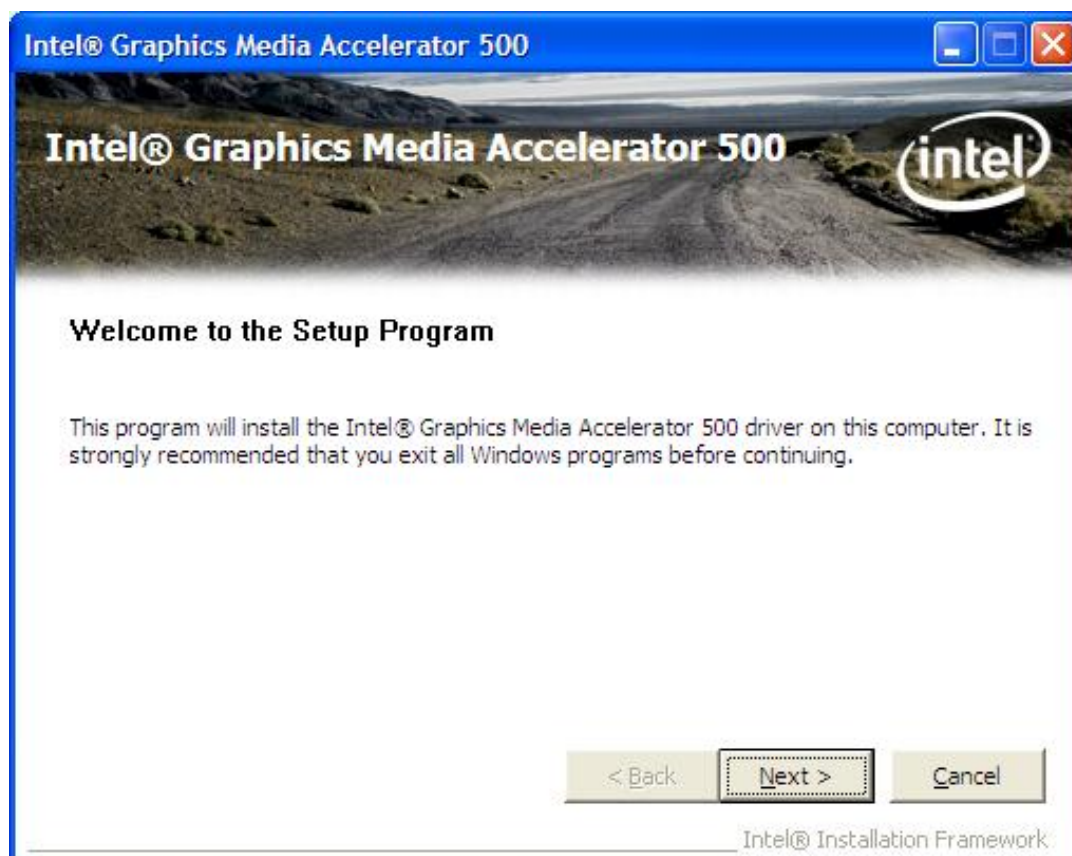 Intel® Graphics Media Accelerator 500
Intel® Graphics Media Accelerator 500
intel
Welcome to the Setup Program
This program will install the Intel® Graphics Media Accelerator 500 driver on this computer. It is
strongly recommended that you exit all Windows programs before continuing.
< Back Next > Cancel
Intel® Installation Framework